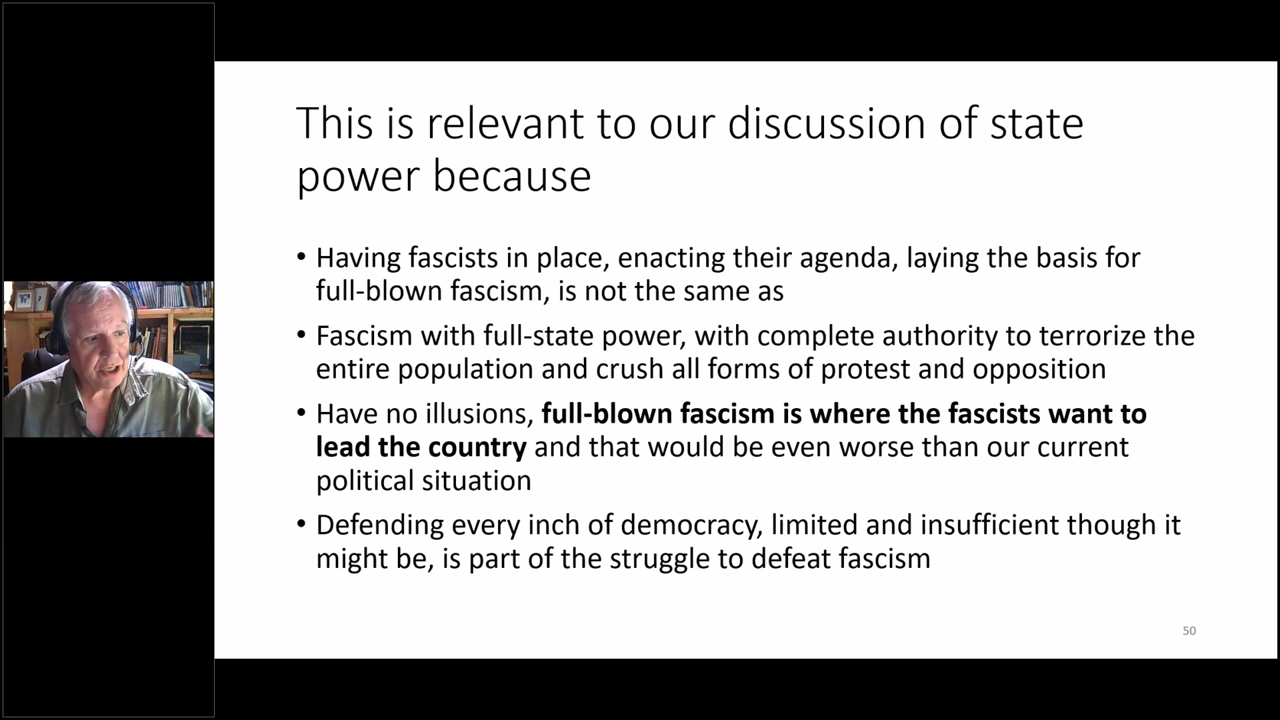 This is relevant to our discussion of state
power because
• Having fascists in place, enacting their agenda, laying the basis for
full-blown fascism, is not the same as
• Fascism with full-state power, with complete authority to terrorize the
entire population and crush all forms of protest and opposition
• Have no illusions, full-blown fascism is where the fascists want to
lead the country and that would be even worse than our current
political situation
• Defending every inch of democracy, limited and insufficient though it
might be, is part of the struggle to defeat fascism
50